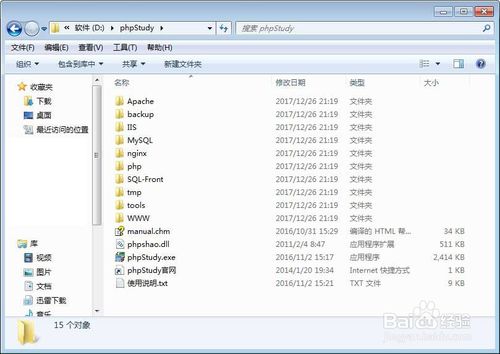 软件 (D:) ▸ phpStudy ▸
搜索 phpStudy
文件(F) 编辑(E) 查看(V) 工具(T) 帮助(H)
组织 包含到库中 共享 新建文件夹
名称 修改日期 类型 大小
收藏夹
下载
桌面
最近访问的位置
库
视频
图片
文档
迅雷下载
音乐
Apache 2017/12/26 21:19 文件夹
backup 2017/12/26 21:19 文件夹
IIS 2017/12/26 21:19 文件夹
MySQL 2017/12/26 21:19 文件夹
nginx 2017/12/26 21:19 文件夹
php 2017/12/26 21:19 文件夹
SQL-Front 2017/12/26 21:19 文件夹
tmp 2017/12/26 21:19 文件夹
tools 2017/12/26 21:19 文件夹
WWW 2017/12/26 21:19 文件夹
manual.chm 2016/10/31 15:29 编译的 HTML 帮... 34 KB
phpshao.dll 2011/2/4 8:47 应用程序扩展 511 KB
phpStudy.exe 2016/11/2 15:17 应用程序 2,414 KB
phpStudy官网 2014/1/20 19:34 Internet 快捷方式 1 KB
使用说明.txt 2016/11/2 15:21 TXT 文件 9 KB
15 个对象
Baidu 经验
jingyan.baidu.com